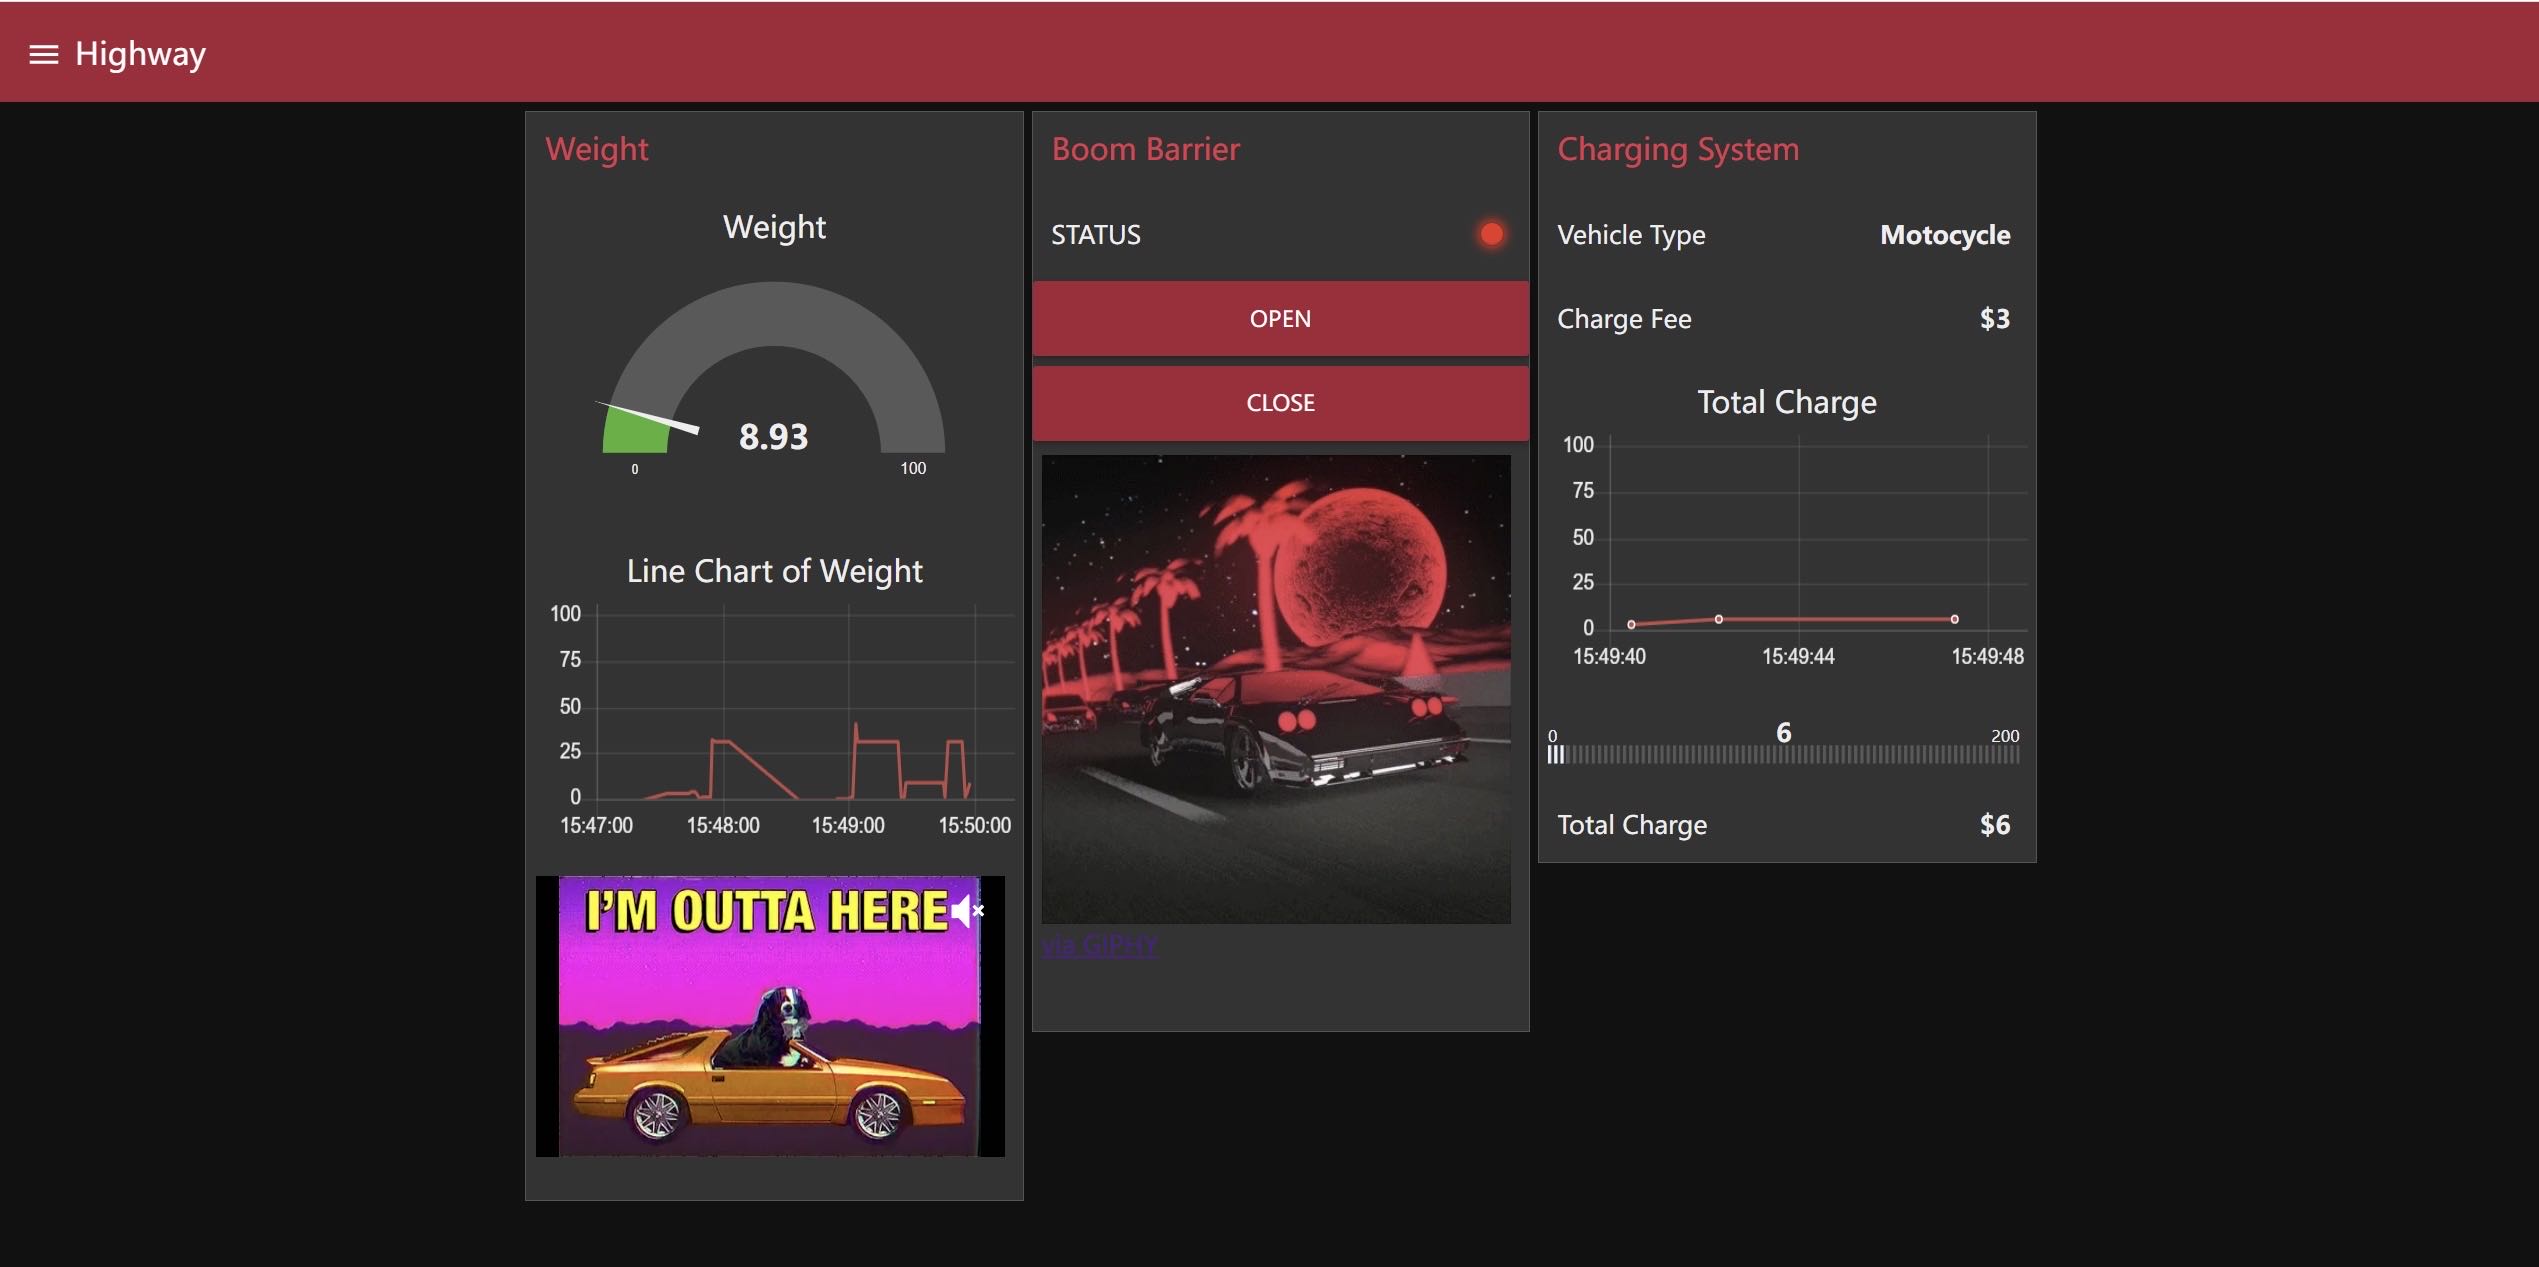 Highway
Weight
Weight
8.93
0
100
Line Chart of Weight
100
75
50
25
0
15:47:00 15:48:00 15:49:00 15:50:00
I'M OUTTA HERE
Boom Barrier
STATUS
OPEN
CLOSE
via GIPHY
Charging System
Vehicle Type Motocycle
Charge Fee $3
Total Charge
100
75
50
25
0
15:49:40 15:49:44 15:49:48
0 6 200
Total Charge $6